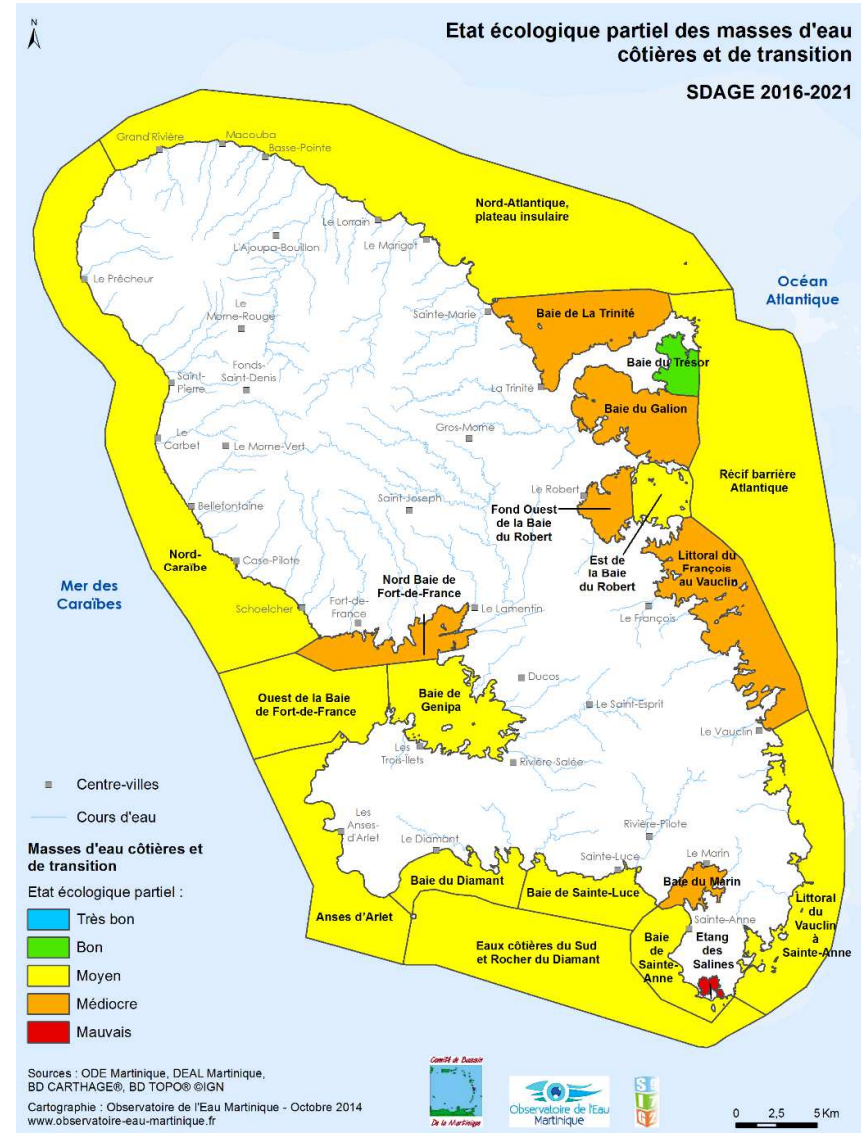 N
Etat écologique partiel des masses d'eau
côtières et de transition
SDAGE 2016-2021
Grand'Rivière
Macouba
Basse-Pointe
Nord-Atlantique,
plateau insulaire
Le Lorrain
L'Ajoupa-Bouillon
Le Marigot
Océan
Atlantique
Le Prêcheur
Le
Morne-Rouge
Sainte-Marie
Baie de La Trinité
Baie du Trésor
Fonds-
Saint-Denis
Saint-
Pierre
La Trinité
Baie du Galion
Gros-Morne
Le
Carbet
Le Morne-Vert
Récif barrière
Atlantique
Le Robert
Saint-Joseph
Bellefontaine
Fond Ouest
de la Baie
du Robert
Est de
la Baie
du Robert
Littoral du
François
au Vauclin
Nord-
Caraïbe
Case-Pilote
Nord Baie de
Fort-de-France
Mer des
Caraïbes
Schoelcher
Fort-de-
France
Le Lamentin
Le François
Ducos
Ouest de la Baie
de Fort-de-France
Baie de
Genipa
Le Saint-Esprit
Le Vauclin
Les
Trois-Ilets
Rivière-Salée
Les
Anses-
d'Arlet
Le Diamant
Rivière-Pilote
Sainte-Luce
Le Marin
Baie du Marin
Baie du Diamant
Baie de Sainte-Luce
Anses d'Arlet
Sainte-Anne
Littoral
du
Vauclin
à
Sainte-Anne
Eaux côtières du Sud
et Rocher du Diamant
Baie
de
Sainte-
Anne
Etang
des
Salines
Centre-villes
Cours d'eau
Masses d'eau côtières et
de transition
Etat écologique partiel :
Très bon
Bon
Moyen
Médiocre
Mauvais
Sources : ODE Martinique, DEAL Martinique,
BD CARTHAGE®, BD TOPO® ©IGN
Cartographie : Observatoire de l'Eau Martinique - Octobre 2014
www.observatoire-eau-martinique.fr
Comité de Bassin
De la Martinique
Observatoire de l'Eau
Martinique
0 2,5 5 Km